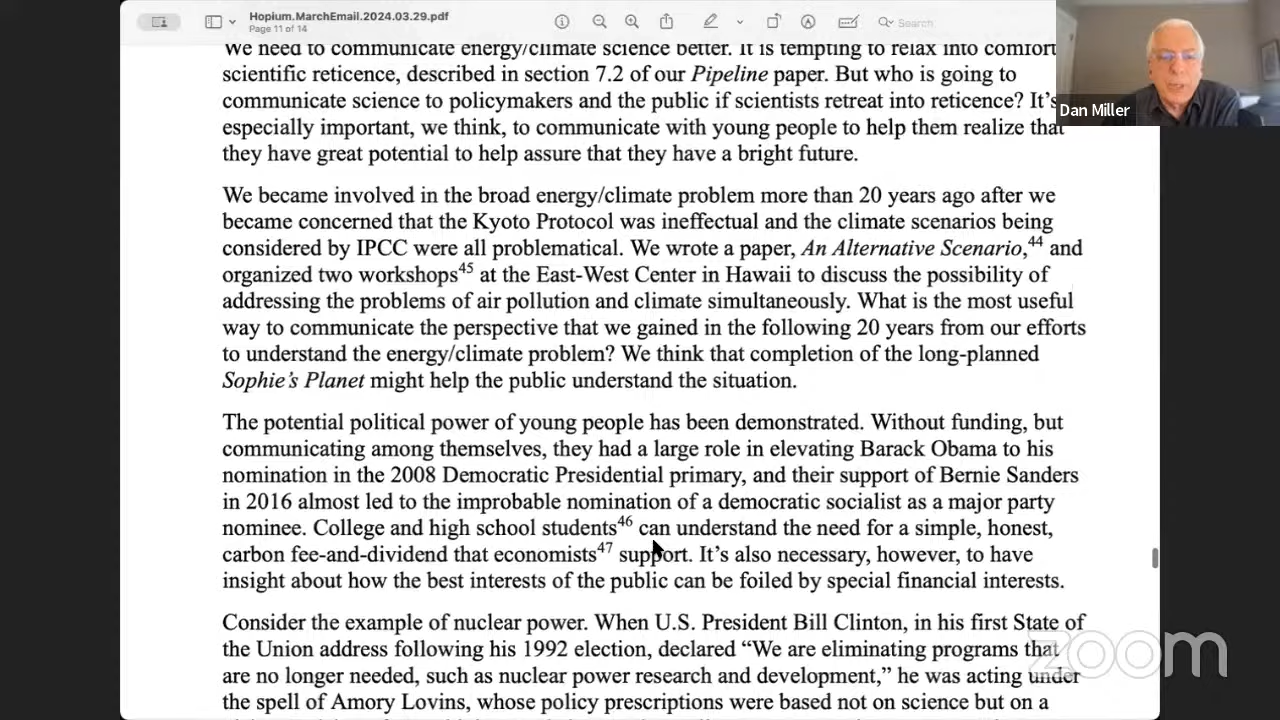 Hopium.MarchEmail.2024.03.29.pdf
Page 11 of 14
Search
Dan Miller
We need to communicate energy/climate science better. It is tempting to relax into comfort
scientific reticence, described in section 7.2 of our Pipeline paper. But who is going to
communicate science to policymakers and the public if scientists retreat into reticence? It's
especially important, we think, to communicate with young people to help them realize that
they have great potential to help assure that they have a bright future.
We became involved in the broad energy/climate problem more than 20 years ago after we
became concerned that the Kyoto Protocol was ineffectual and the climate scenarios being
considered by IPCC were all problematical. We wrote a paper, An Alternative Scenario,44 and
organized two workshops45 at the East-West Center in Hawaii to discuss the possibility of
addressing the problems of air pollution and climate simultaneously. What is the most useful
way to communicate the perspective that we gained in the following 20 years from our efforts
to understand the energy/climate problem? We think that completion of the long-planned
Sophie's Planet might help the public understand the situation.
The potential political power of young people has been demonstrated. Without funding, but
communicating among themselves, they had a large role in elevating Barack Obama to his
nomination in the 2008 Democratic Presidential primary, and their support of Bernie Sanders
in 2016 almost led to the improbable nomination of a democratic socialist as a major party
nominee. College and high school students46 can understand the need for a simple, honest,
carbon fee-and-dividend that economists47 support. It's also necessary, however, to have
insight about how the best interests of the public can be foiled by special financial interests.
Consider the example of nuclear power. When U.S. President Bill Clinton, in his first State of
the Union address following his 1992 election, declared “We are eliminating programs that
are no longer needed, such as nuclear power research and development,” he was acting under
the spell of Amory Lovins, whose policy prescriptions were based not on science but on a
zoom